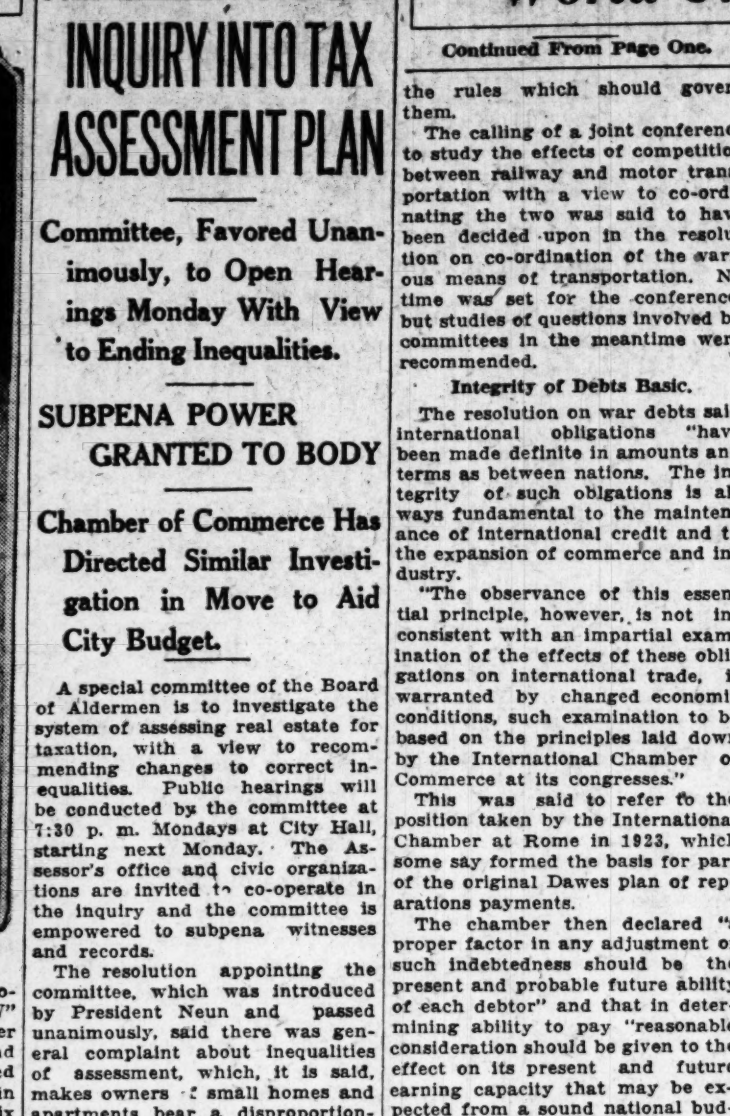 INQUIRY INTO TAX
ASSESSMENT PLAN
Committee, Favored Unan-
imously, to Open Hear-
ings Monday With View
to Ending Inequalities.
SUBPENA POWER
GRANTED TO BODY
Chamber of Commerce Has
Directed Similar Investi-
gation in Move to Aid
City Budget.
A special committee of the Board
of Aldermen is to investigate the
system of assessing real estate for
taxation, with a view to recom-
mending changes to correct in-
equalities. Public hearings will
be conducted by the committee at
7:30 p. m. Mondays at City Hall,
starting next Monday. The As-
sessor's office and civic organiza-
tions are invited to co-operate in
the inquiry and the committee is
empowered to subpena witnesses
and records.
The resolution appointing the
committee, which was introduced
by President Neun and passed
unanimously, said there was gen-
eral complaint about inequalities
of assessment, which, it is said,
makes owners small homes and
apartments bear a disproportion-
Continued From Page One.
the rules which should gover
them.
The calling of a joint conferenc
to study the effects of competitio
between railway and motor trans
portation with a view to co-ord
nating the two was said to hav
been decided upon in the resolu
tion on co-ordination of the var
ous means of transportation. N
time was set for the conference
but studies of questions involved b
committees in the meantime wer
recommended.
Integrity of Debts Basic.
The resolution on war debts sai
international obligations "hav
been made definite in amounts an
terms as between nations. The in
tegrity of such oblgations is al
ways fundamental to the mainten
ance of international credit and t
the expansion of commerce and in
dustry.
"The observance of this essen
tial principle, however, is not in
consistent with an impartial exam
ination of the effects of these obli
gations on international trade, i
warranted by changed economi
conditions, such examination to b
based on the principles laid down
by the International Chamber o
Commerce at its congresses."
This was said to refer to the
position taken by the Internationa
Chamber at Rome in 1923, which
some say formed the basis for par
of the original Dawes plan of rep
arations payments.
The chamber then declared "a
proper factor in any adjustment o
such indebtedness should be the
present and probable future ability
of each debtor" and that in deter-
mining ability to pay "reasonable
consideration should be given to the
effect on its present and future
earning capacity that may be ex-
pected from a sound national bud-